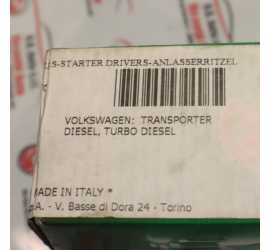 S-STARTER DRIVERS-ANLASSERRITZEL
VOLKSWAGEN: TRANSPORTER
DIESEL, TURBO DIESEL
MADE IN ITALY *
p.A. - V. Basse di Dora 24 - Torino